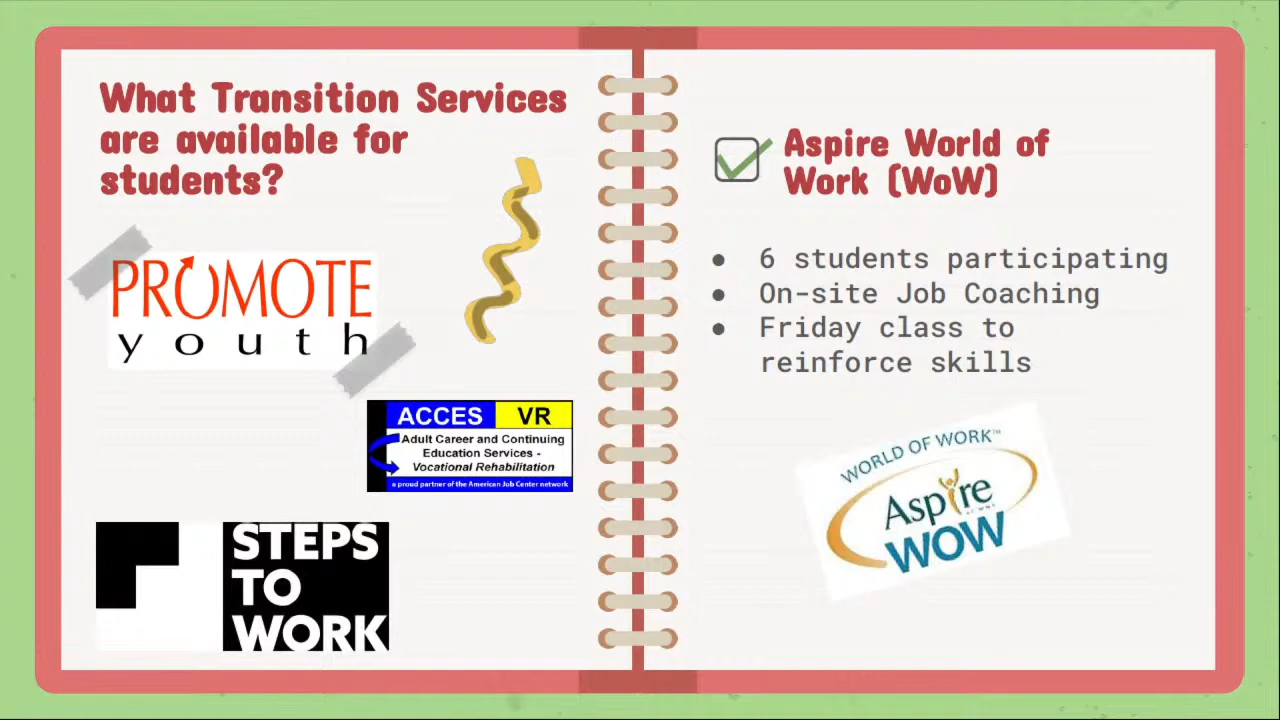 What Transition Services
are available for
students?
PROMOTE
youth
ACCES VR
Adult Career and Continuing
Education Services -
Vocational Rehabilitation
a proud partner of the American Job Center network
STEPS
TO
WORK
Aspire World of
Work (WoW)
● 6 students participating
● On-site Job Coaching
● Friday class to
reinforce skills
WORLD OF WORK™
Aspire
WOW